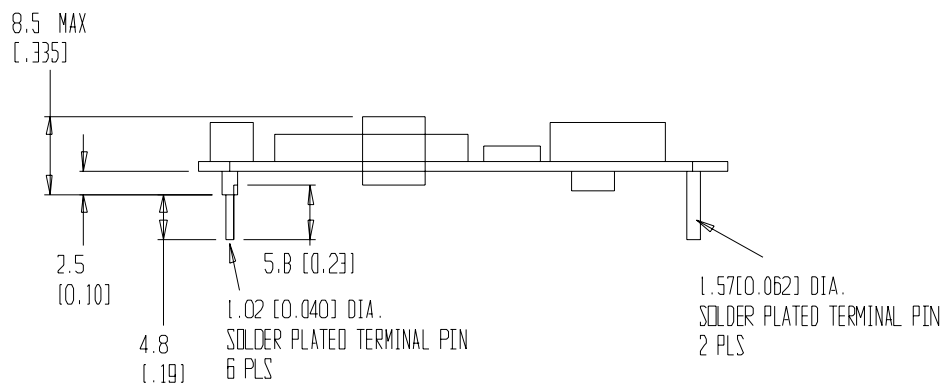 8.5 MAX
[.335]
2.5
[0.10]
4.8
[.19]
5.8 [0.23]
1.02 [0.040] DIA.
SOLDER PLATED TERMINAL PIN
6 PLS
1.57[0.062] DIA.
SOLDER PLATED TERMINAL PIN
2 PLS